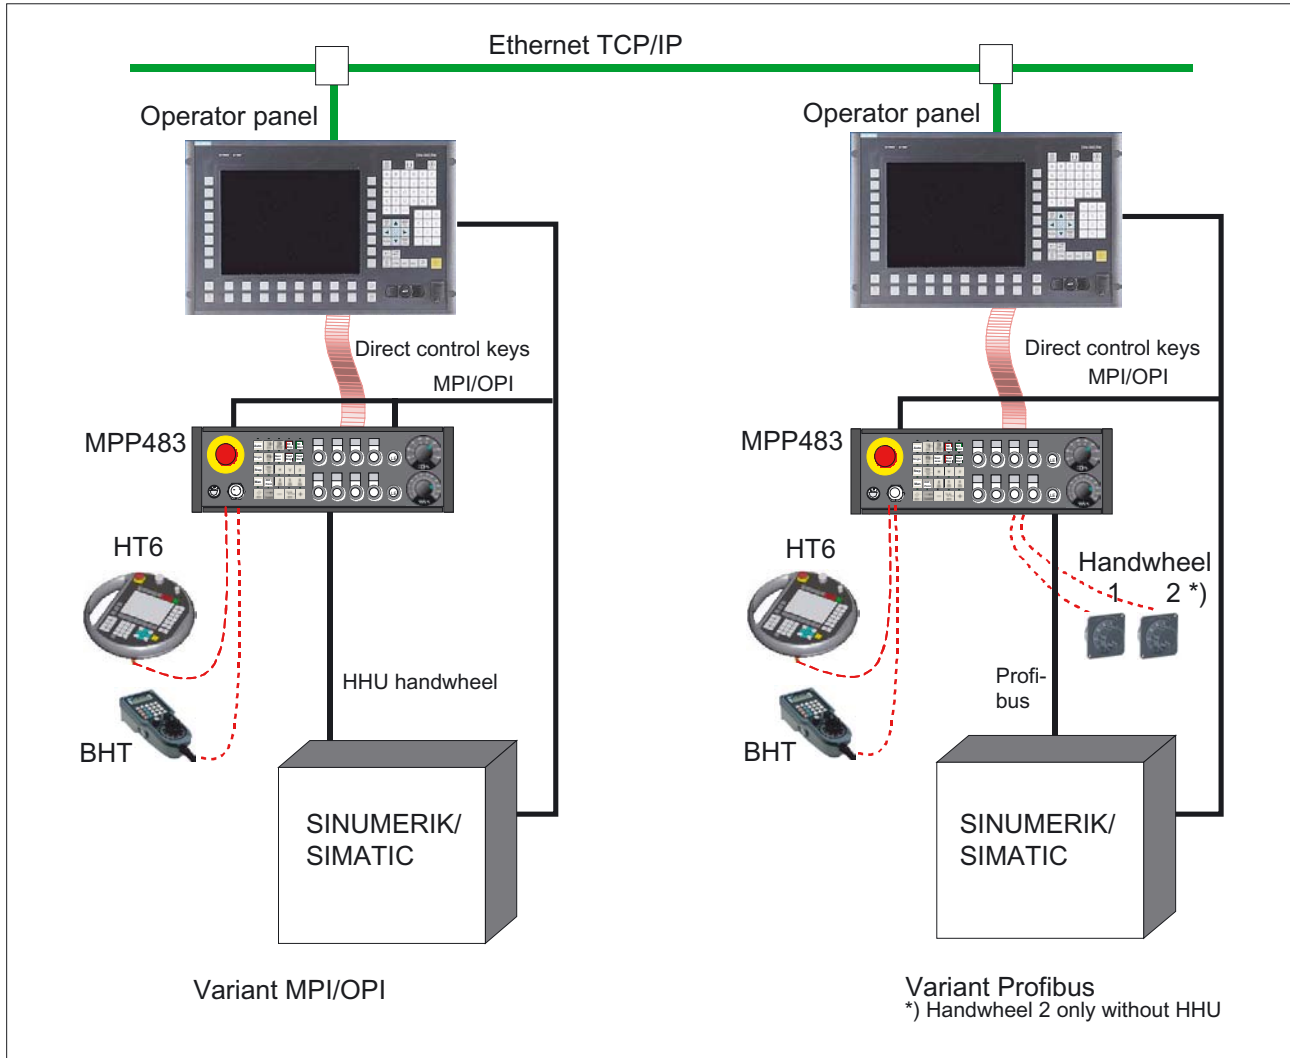 Ethernet TCP/IP
Operator panel
Operator panel
Direct control keys
MPI/OPI
Direct control keys
MPI/OPI
MPP483
MPP483
HT6
HT6
Handwheel
1 2 *)
HHU handwheel
Profi-
bus
BHT
BHT
SINUMERIK/
SIMATIC
SINUMERIK/
SIMATIC
Variant MPI/OPI
Variant Profibus
*) Handwheel 2 only without HHU